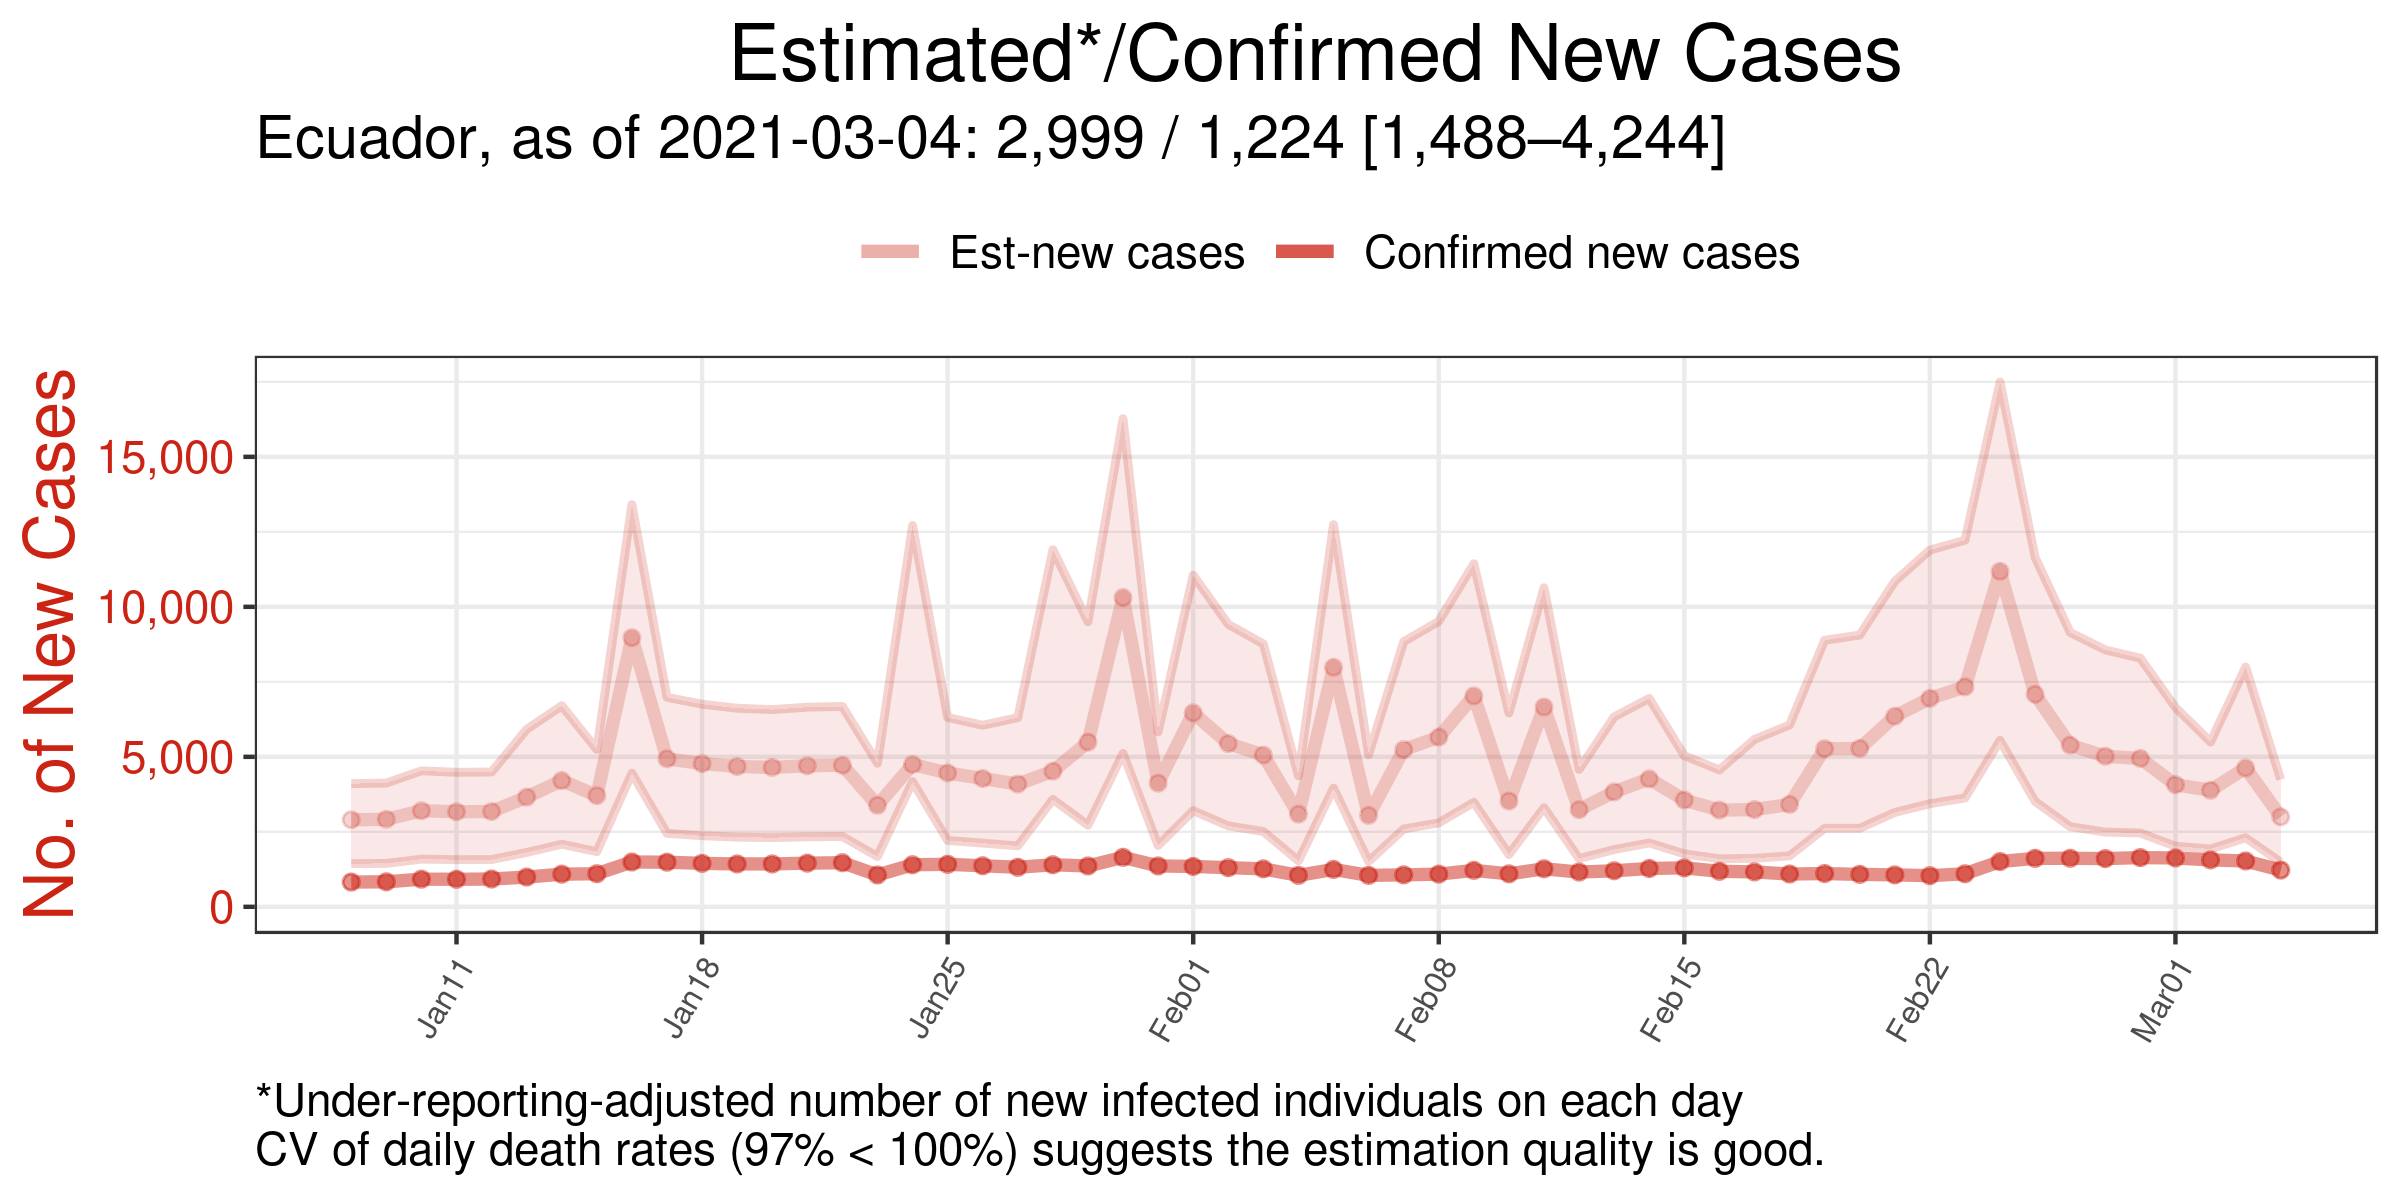 Estimated*/Confirmed New Cases
Ecuador, as of 2021-03-04: 2,999 / 1,224 [1,488–4,244]
Est-new cases
Confirmed new cases
No. of New Cases
15,000
10,000
5,000
0
Jan11
Jan18
Jan25
Feb01
Feb08
Feb15
Feb22
Mar01
*Under-reporting-adjusted number of new infected individuals on each day
CV of daily death rates (97% < 100%) suggests the estimation quality is good.